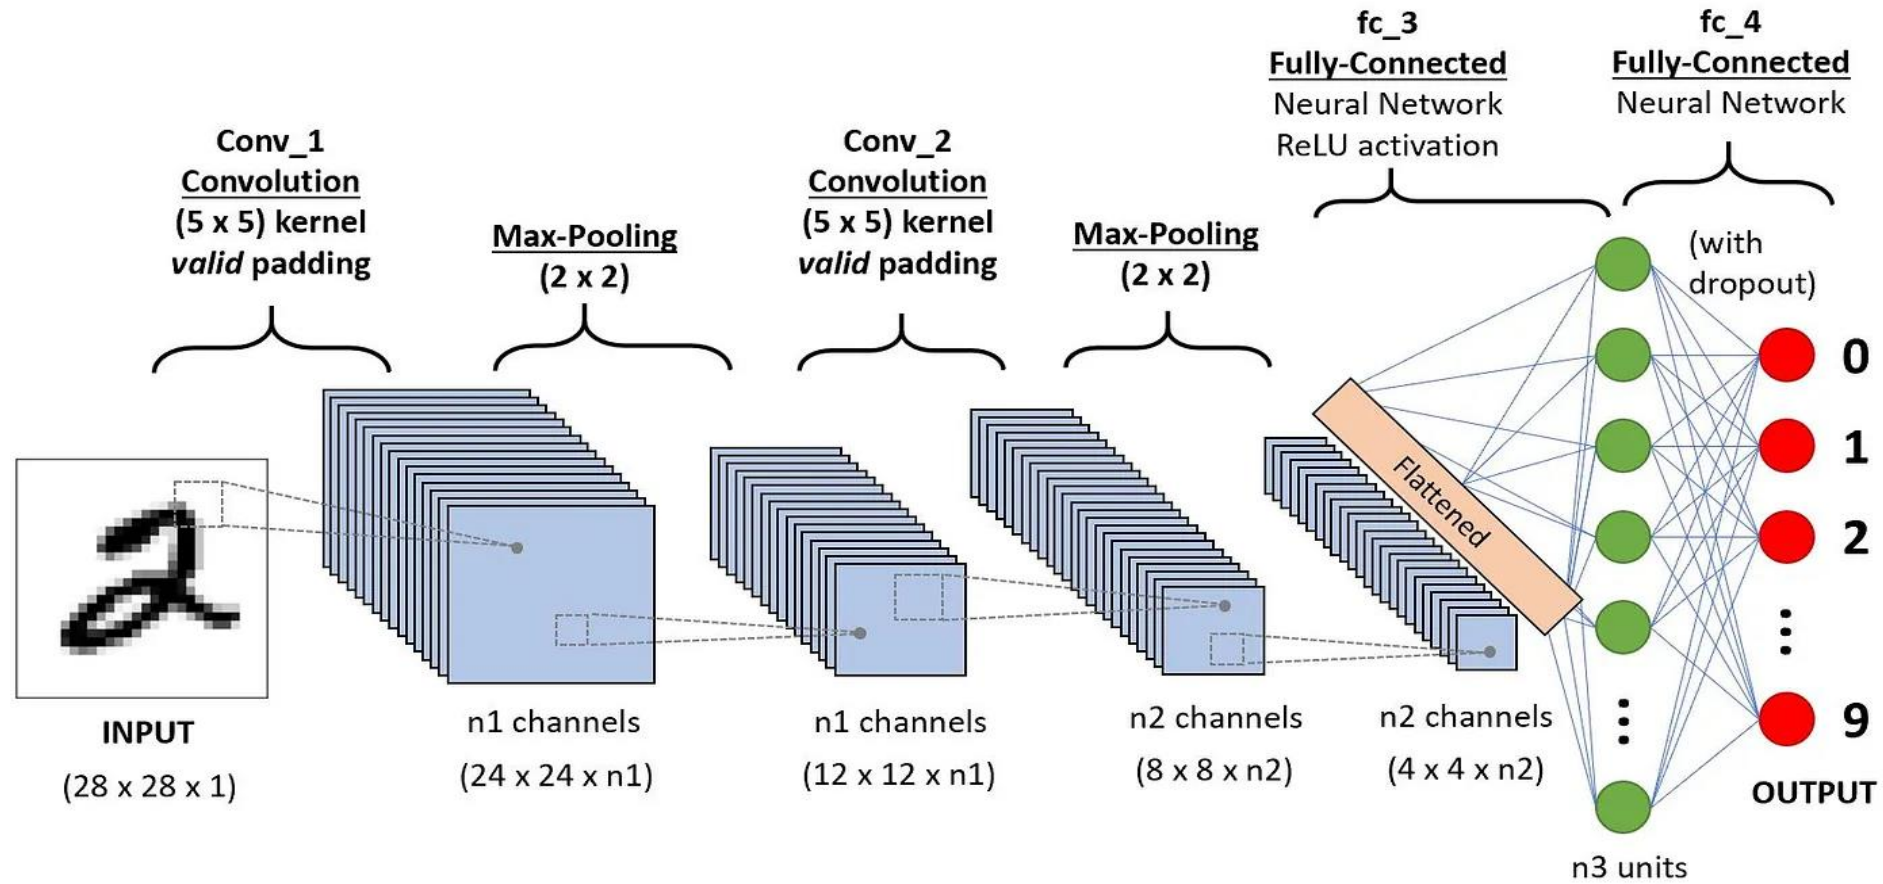 Conv_1
Convolution
(5 x 5) kernel
valid padding
Max-Pooling
(2 x 2)
Conv_2
Convolution
(5 x 5) kernel
valid padding
Max-Pooling
(2 x 2)
fc_3
Fully-Connected
Neural Network
ReLU activation
fc_4
Fully-Connected
Neural Network
(with
dropout)
Flattened
0
1
2
9
INPUT
(28 x 28 x 1)
n1 channels
(24 x 24 x n1)
n1 channels
(12 x 12 x n1)
n2 channels
(8 x 8 x n2)
n2 channels
(4 x 4 x n2)
OUTPUT
n3 units
2